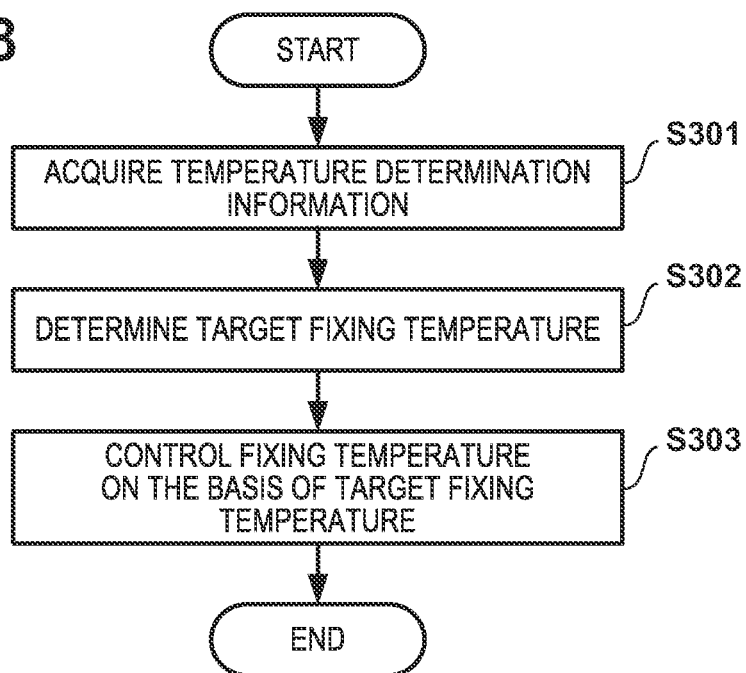 START
S301
ACQUIRE TEMPERATURE DETERMINATION
INFORMATION
S302
DETERMINE TARGET FIXING TEMPERATURE
S303
CONTROL FIXING TEMPERATURE
ON THE BASIS OF TARGET FIXING
TEMPERATURE
END